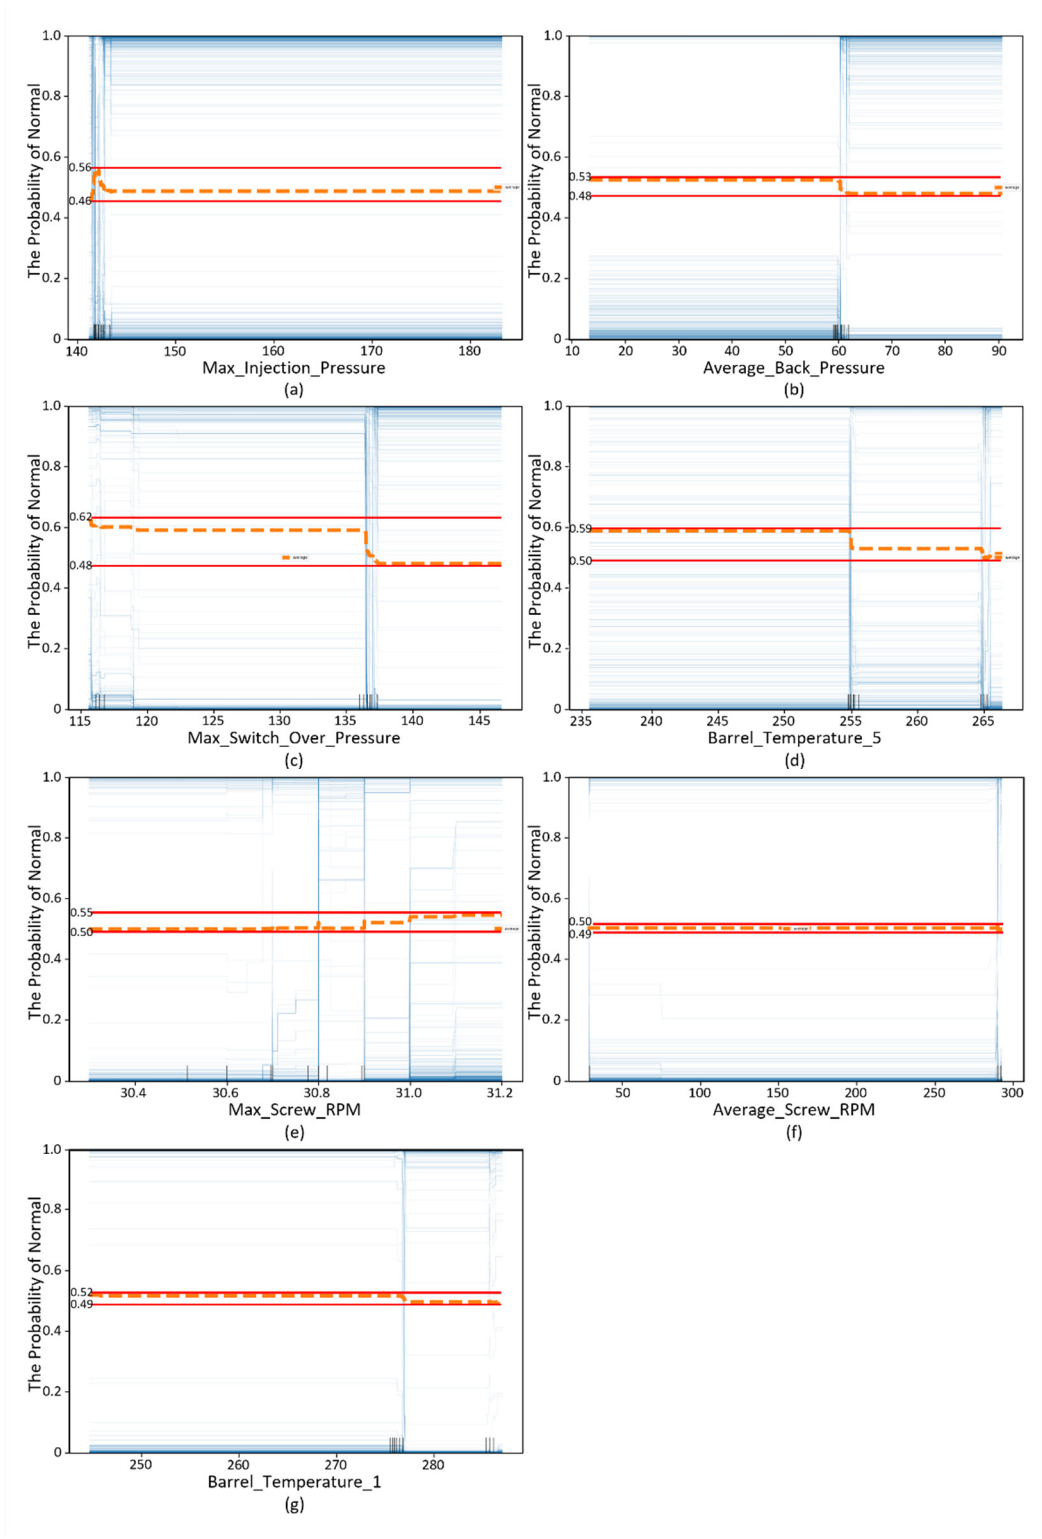 The Probability of Normal
1.0
0.8
0.6
0.56
0.46
0.4
0.2
0
average
140 150 160 170 180
Max_Injection_Pressure
(a)
The Probability of Normal
1.0
0.8
0.6
0.53
0.48
0.4
0.2
0
average
10 20 30 40 50 60 70 80 90
Average_Back_Pressure
(b)
The Probability of Normal
1.0
0.8
0.62
0.6
0.48
0.4
0.2
0
average
115 120 125 130 135 140 145
Max_Switch_Over_Pressure
(c)
The Probability of Normal
1.0
0.8
0.6
0.59
0.50
0.4
0.2
0
average
235 240 245 250 255 260 265
Barrel_Temperature_5
(d)
The Probability of Normal
1.0
0.8
0.6
0.55
0.50
0.4
0.2
0
average
30.4 30.6 30.8 31.0 31.2
Max_Screw_RPM
(e)
The Probability of Normal
1.0
0.8
0.6
0.50
0.49
0.4
0.2
0
average
50 100 150 200 250 300
Average_Screw_RPM
(f)
The Probability of Normal
1.0
0.8
0.6
0.52
0.49
0.4
0.2
0
250 260 270 280
Barrel_Temperature_1
(g)